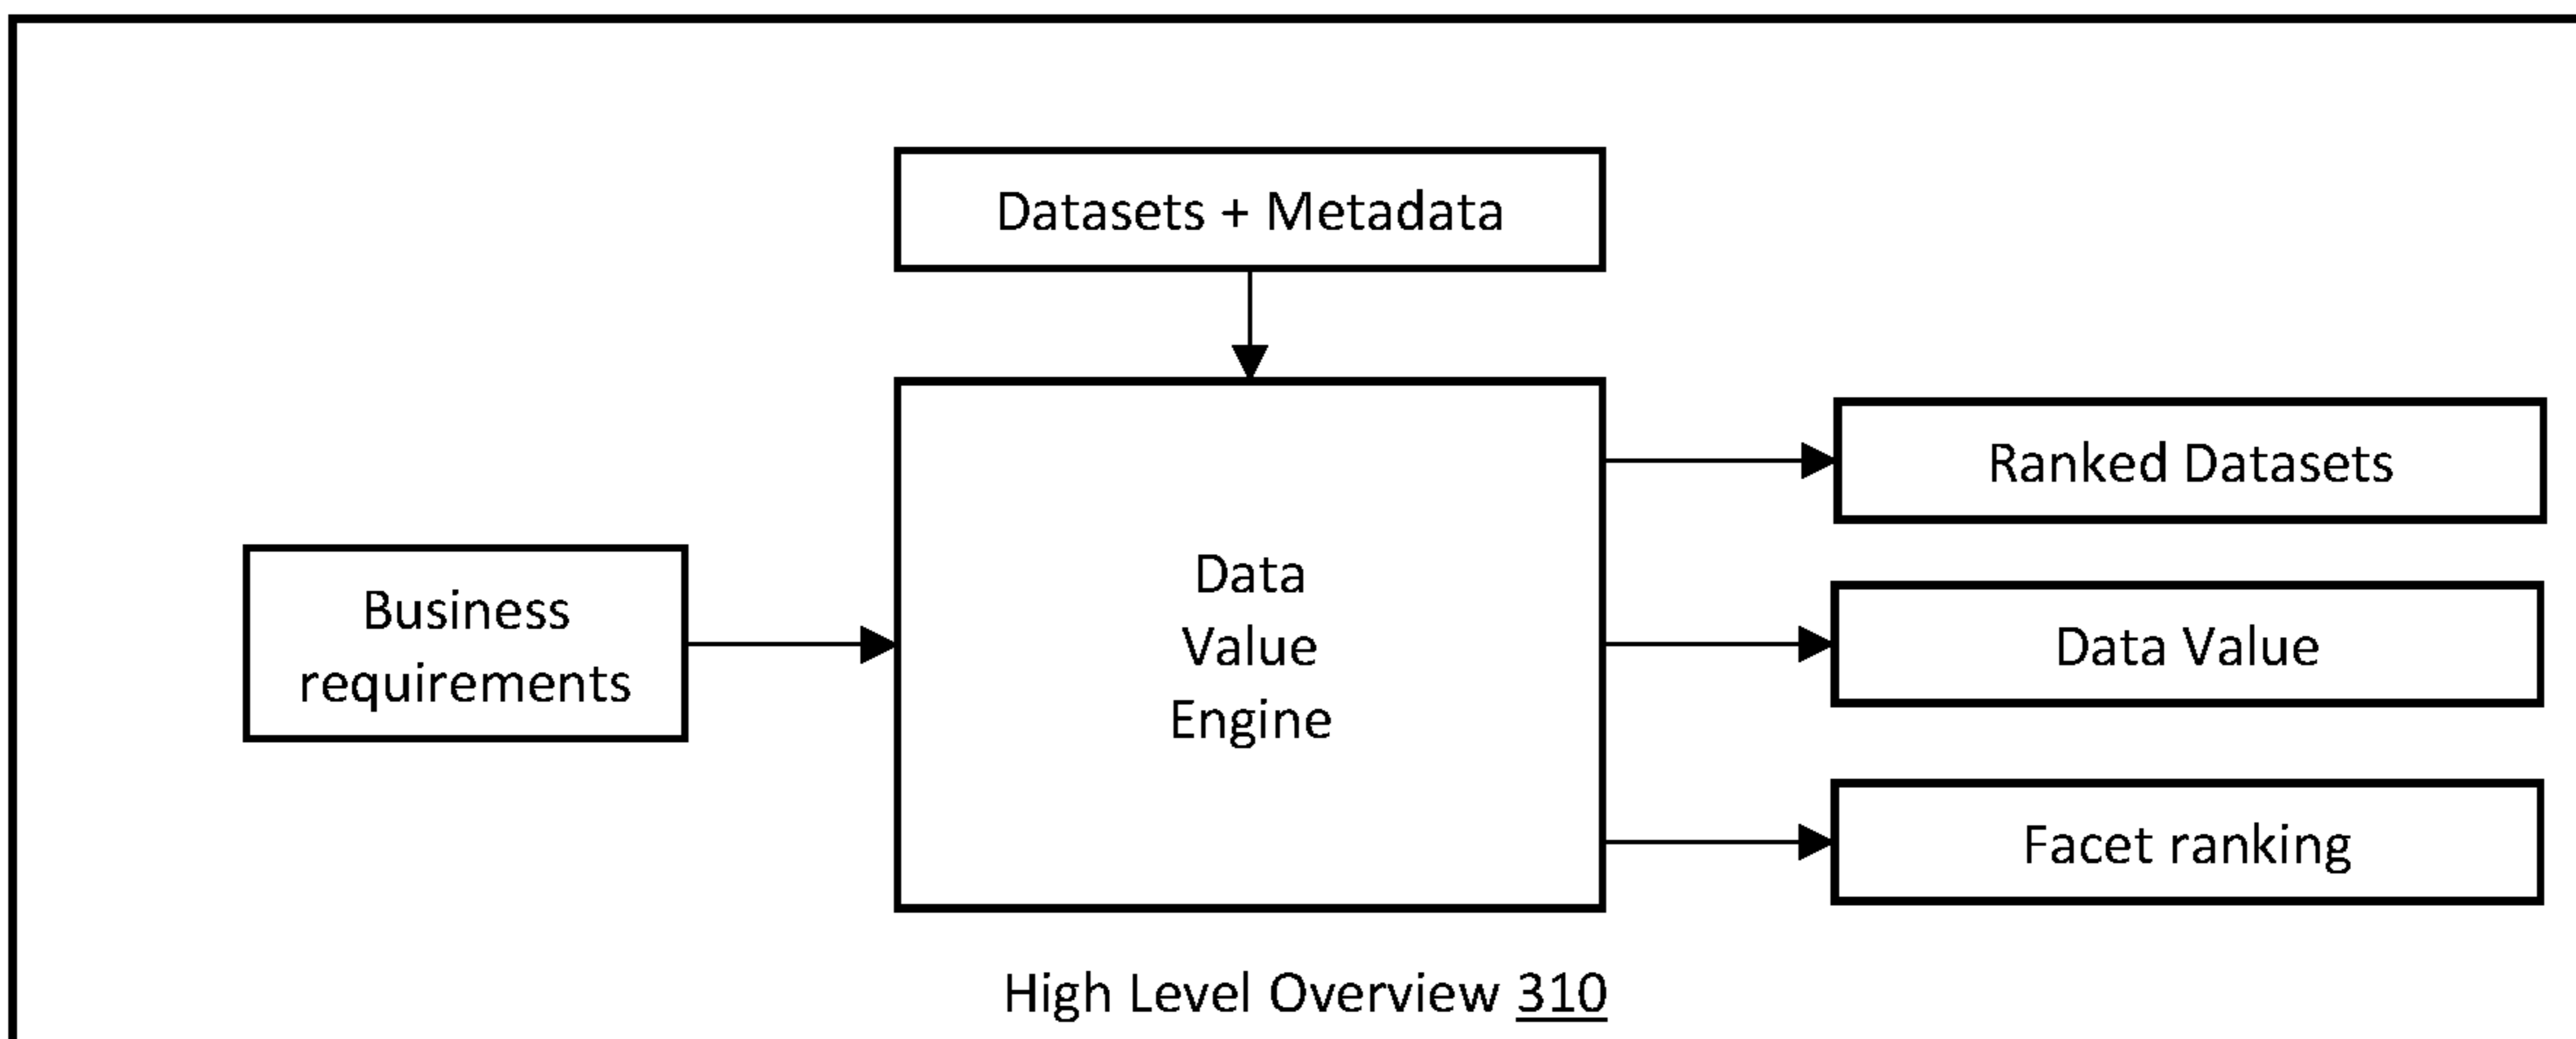 Datasets + Metadata
Business
requirements
Data
Value
Engine
Ranked Datasets
Data Value
Facet ranking
High Level Overview 310